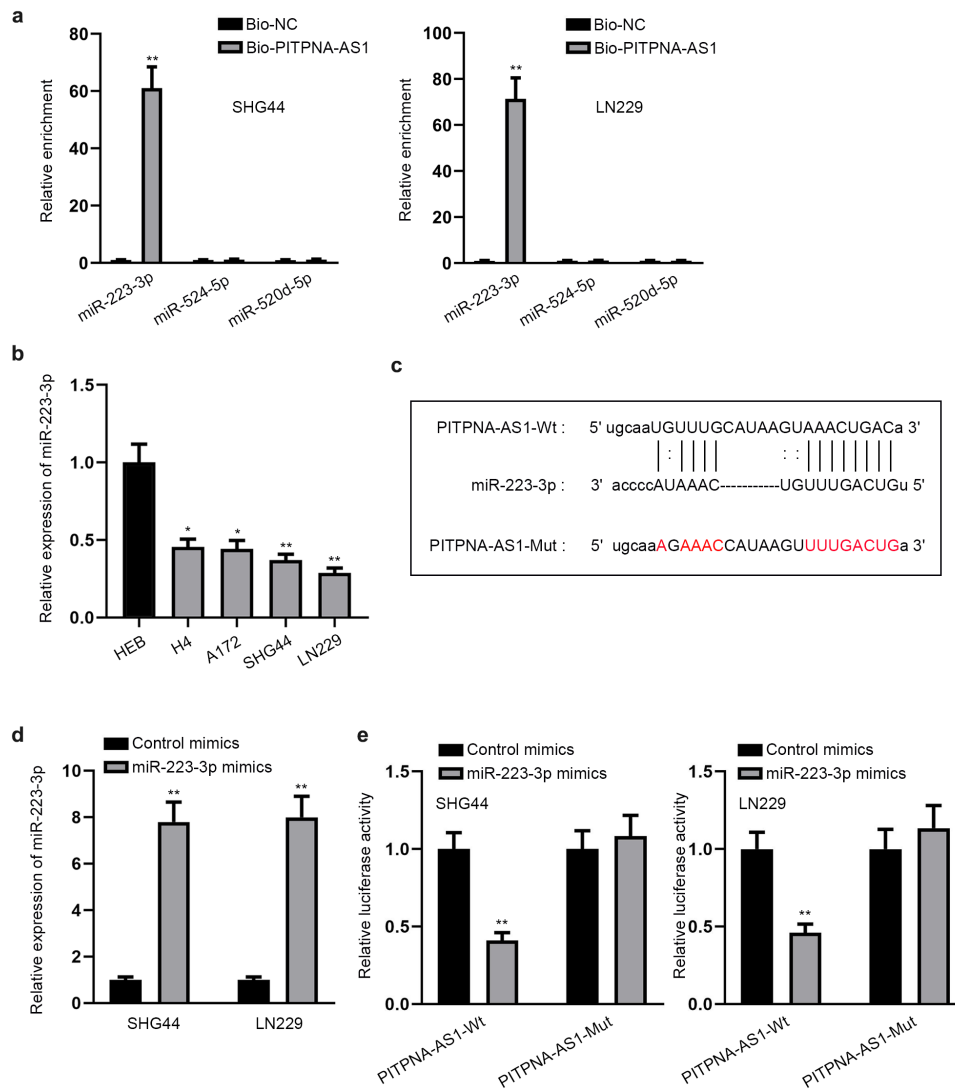 a
Bio-NC
Bio-PITPNA-AS1
Relative enrichment
80
60
40
20
0
**
SHG44
miR-223-3p
miR-524-5p
miR-520d-5p
Bio-NC
Bio-PITPNA-AS1
Relative enrichment
100
80
60
40
20
0
**
LN229
miR-223-3p
miR-524-5p
miR-520d-5p
b
Relative expression of miR-223-3p
1.5
1.0
0.5
0.0
*
*
**
**
HEB
H4
A172
SHG44
LN229
c
PITPNA-AS1-Wt : 5' ugcaaUGUUUGCAUAAGUAAACUGACa 3'
| : | | | | : : | | | | | | | |
miR-223-3p : 3' accccAUAAAC-----------UGUUUGACUGu 5'
PITPNA-AS1-Mut : 5' ugcaaAGAAACCAUAAGUUUUGACUGa 3'
d
Control mimics
miR-223-3p mimics
Relative expression of miR-223-3p
10
8
6
4
2
0
**
**
SHG44
LN229
e
Control mimics
miR-223-3p mimics
Relative luciferase activity
1.5
1.0
0.5
0.0
SHG44
**
PITPNA-AS1-Wt
PITPNA-AS1-Mut
Control mimics
miR-223-3p mimics
Relative luciferase activity
1.5
1.0
0.5
0.0
LN229
**
PITPNA-AS1-Wt
PITPNA-AS1-Mut